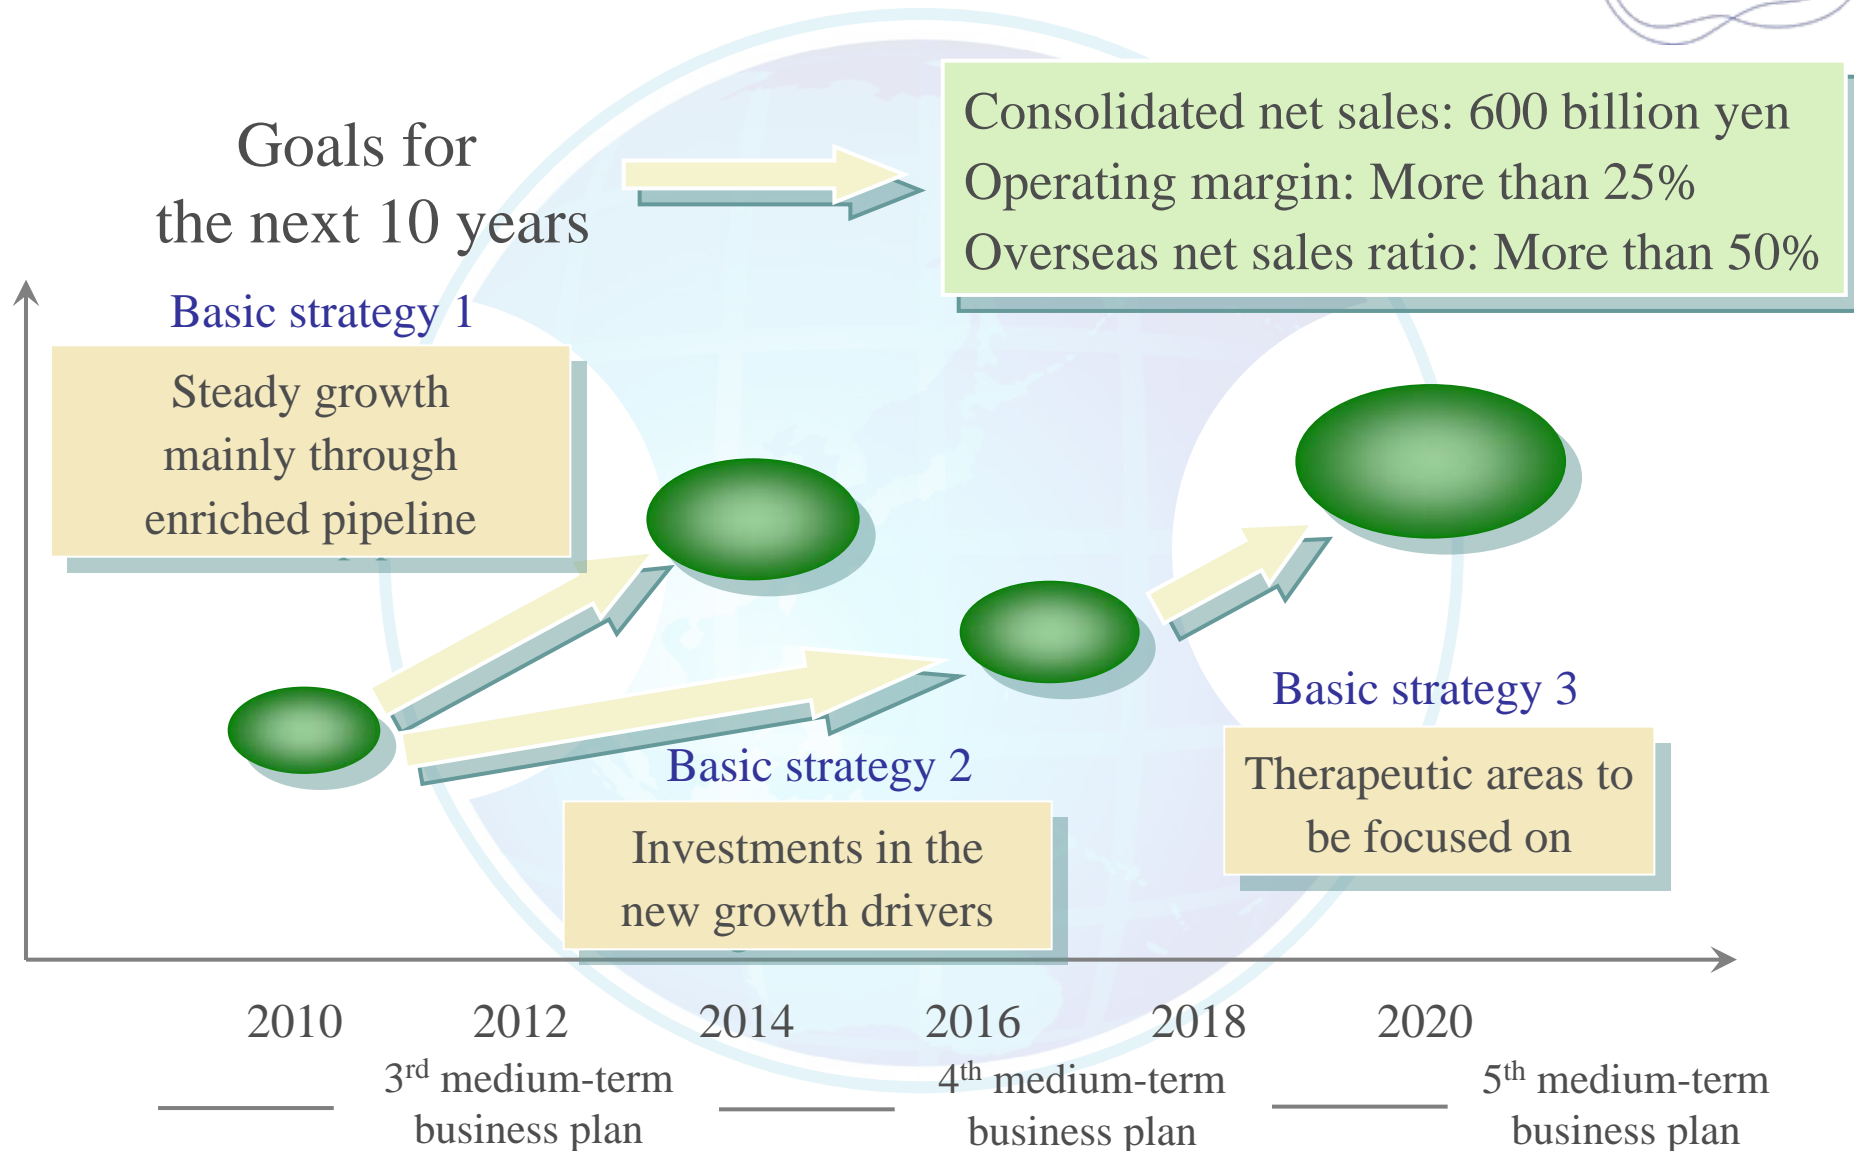 Goals for
the next 10 years
Consolidated net sales: 600 billion yen
Operating margin: More than 25%
Overseas net sales ratio: More than 50%
Basic strategy 1
Steady growth
mainly through
enriched pipeline
Basic strategy 2
Investments in the
new growth drivers
Basic strategy 3
Therapeutic areas to
be focused on
2010 2012 2014 2016 2018 2020
3rd medium-term
business plan
4th medium-term
business plan
5th medium-term
business plan